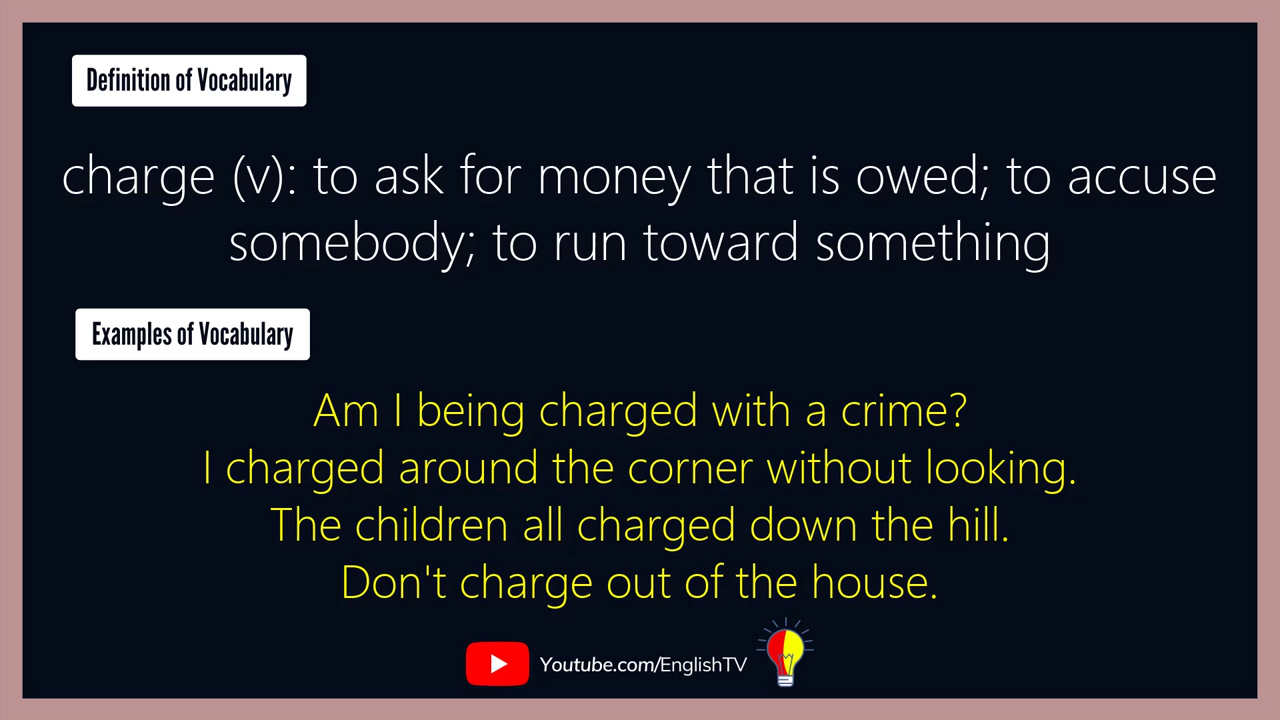 Definition of Vocabulary
charge (v): to ask for money that is owed; to accuse
somebody; to run toward something
Examples of Vocabulary
Am I being charged with a crime?
I charged around the corner without looking.
The children all charged down the hill.
Don't charge out of the house.
Youtube.com/EnglishTV